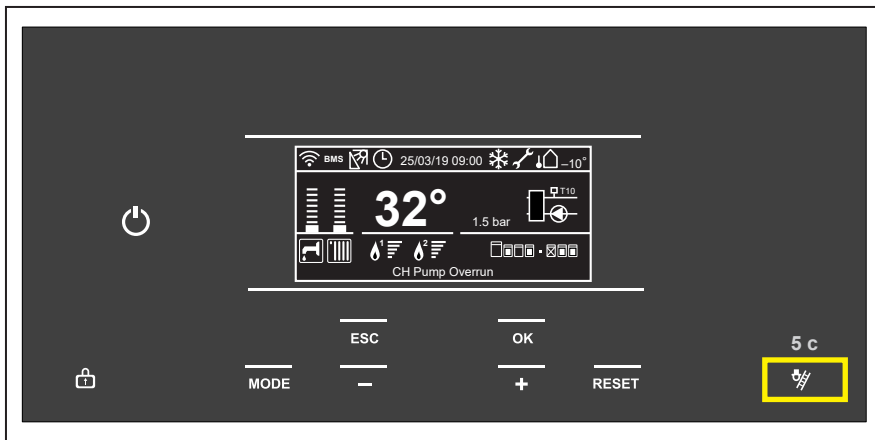 BMS 25/03/19 09:00 –10°
T10
32° 1.5 bar
1 2
CH Pump Overrun
ESC OK
5 c
MODE – + RESET